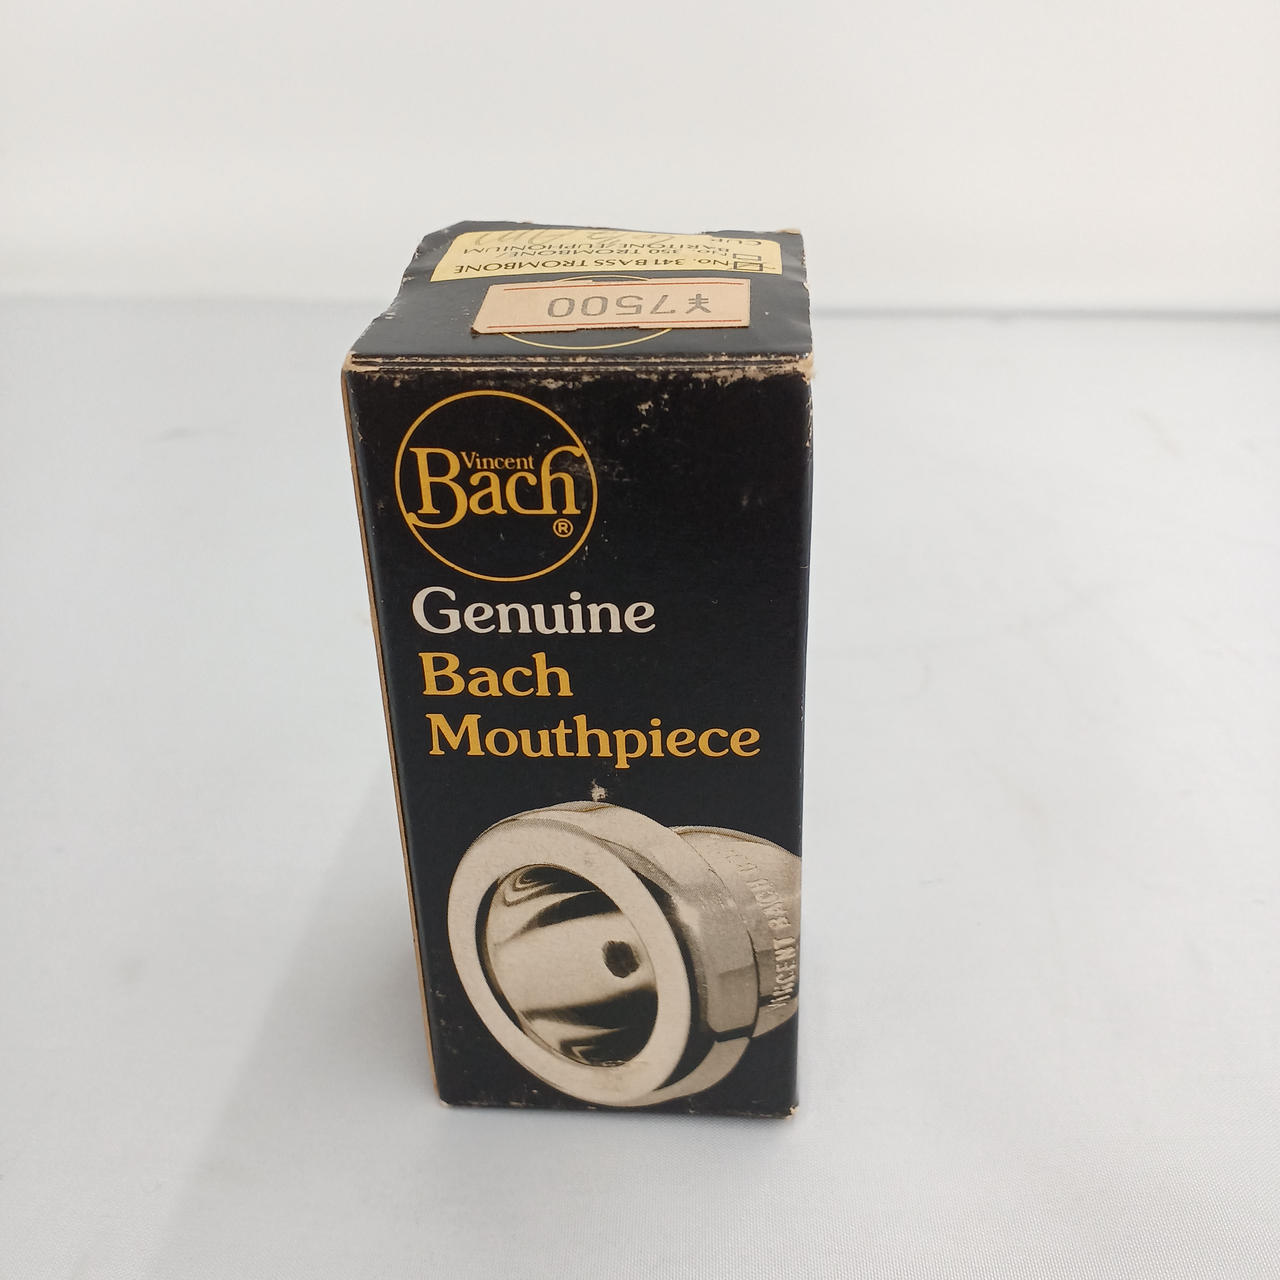 No. 341 BASS TROMBONE
No. 350 TROMBONE/
BARITONE/EUPHONIUM
CUP
¥7500
Vincent
Bach
®
Genuine
Bach
Mouthpiece
VINCENT BACH